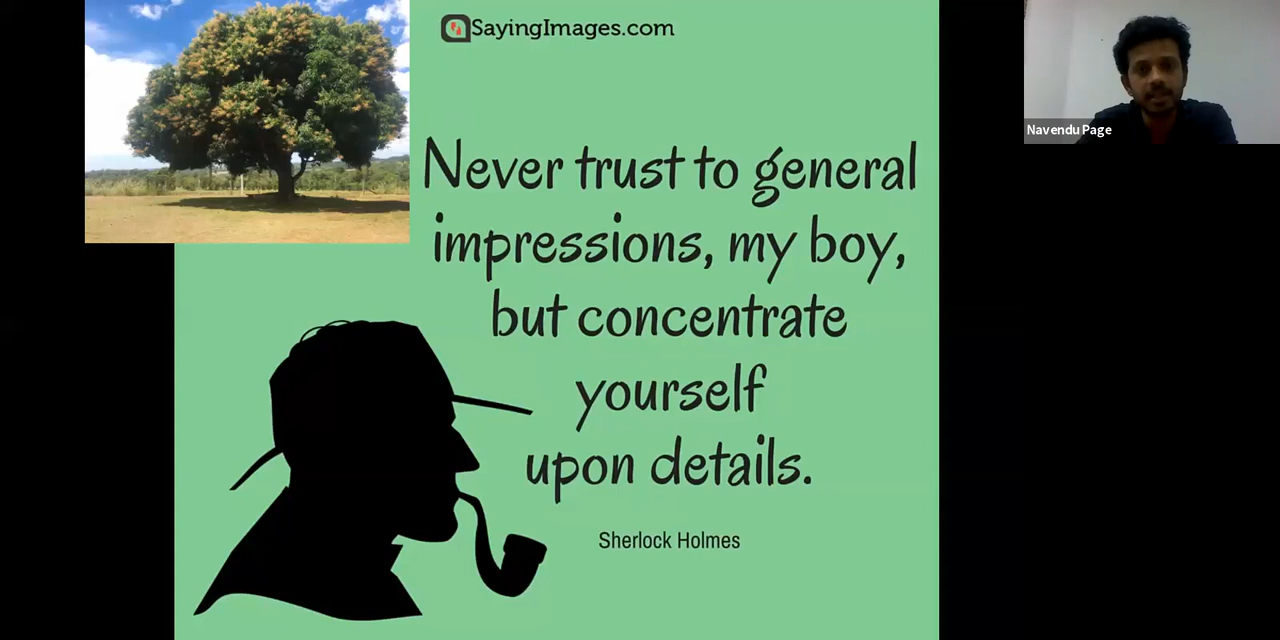 SayingImages.com
Never trust to general
impressions, my boy,
but concentrate
yourself
upon details.
Sherlock Holmes
Navendu Page